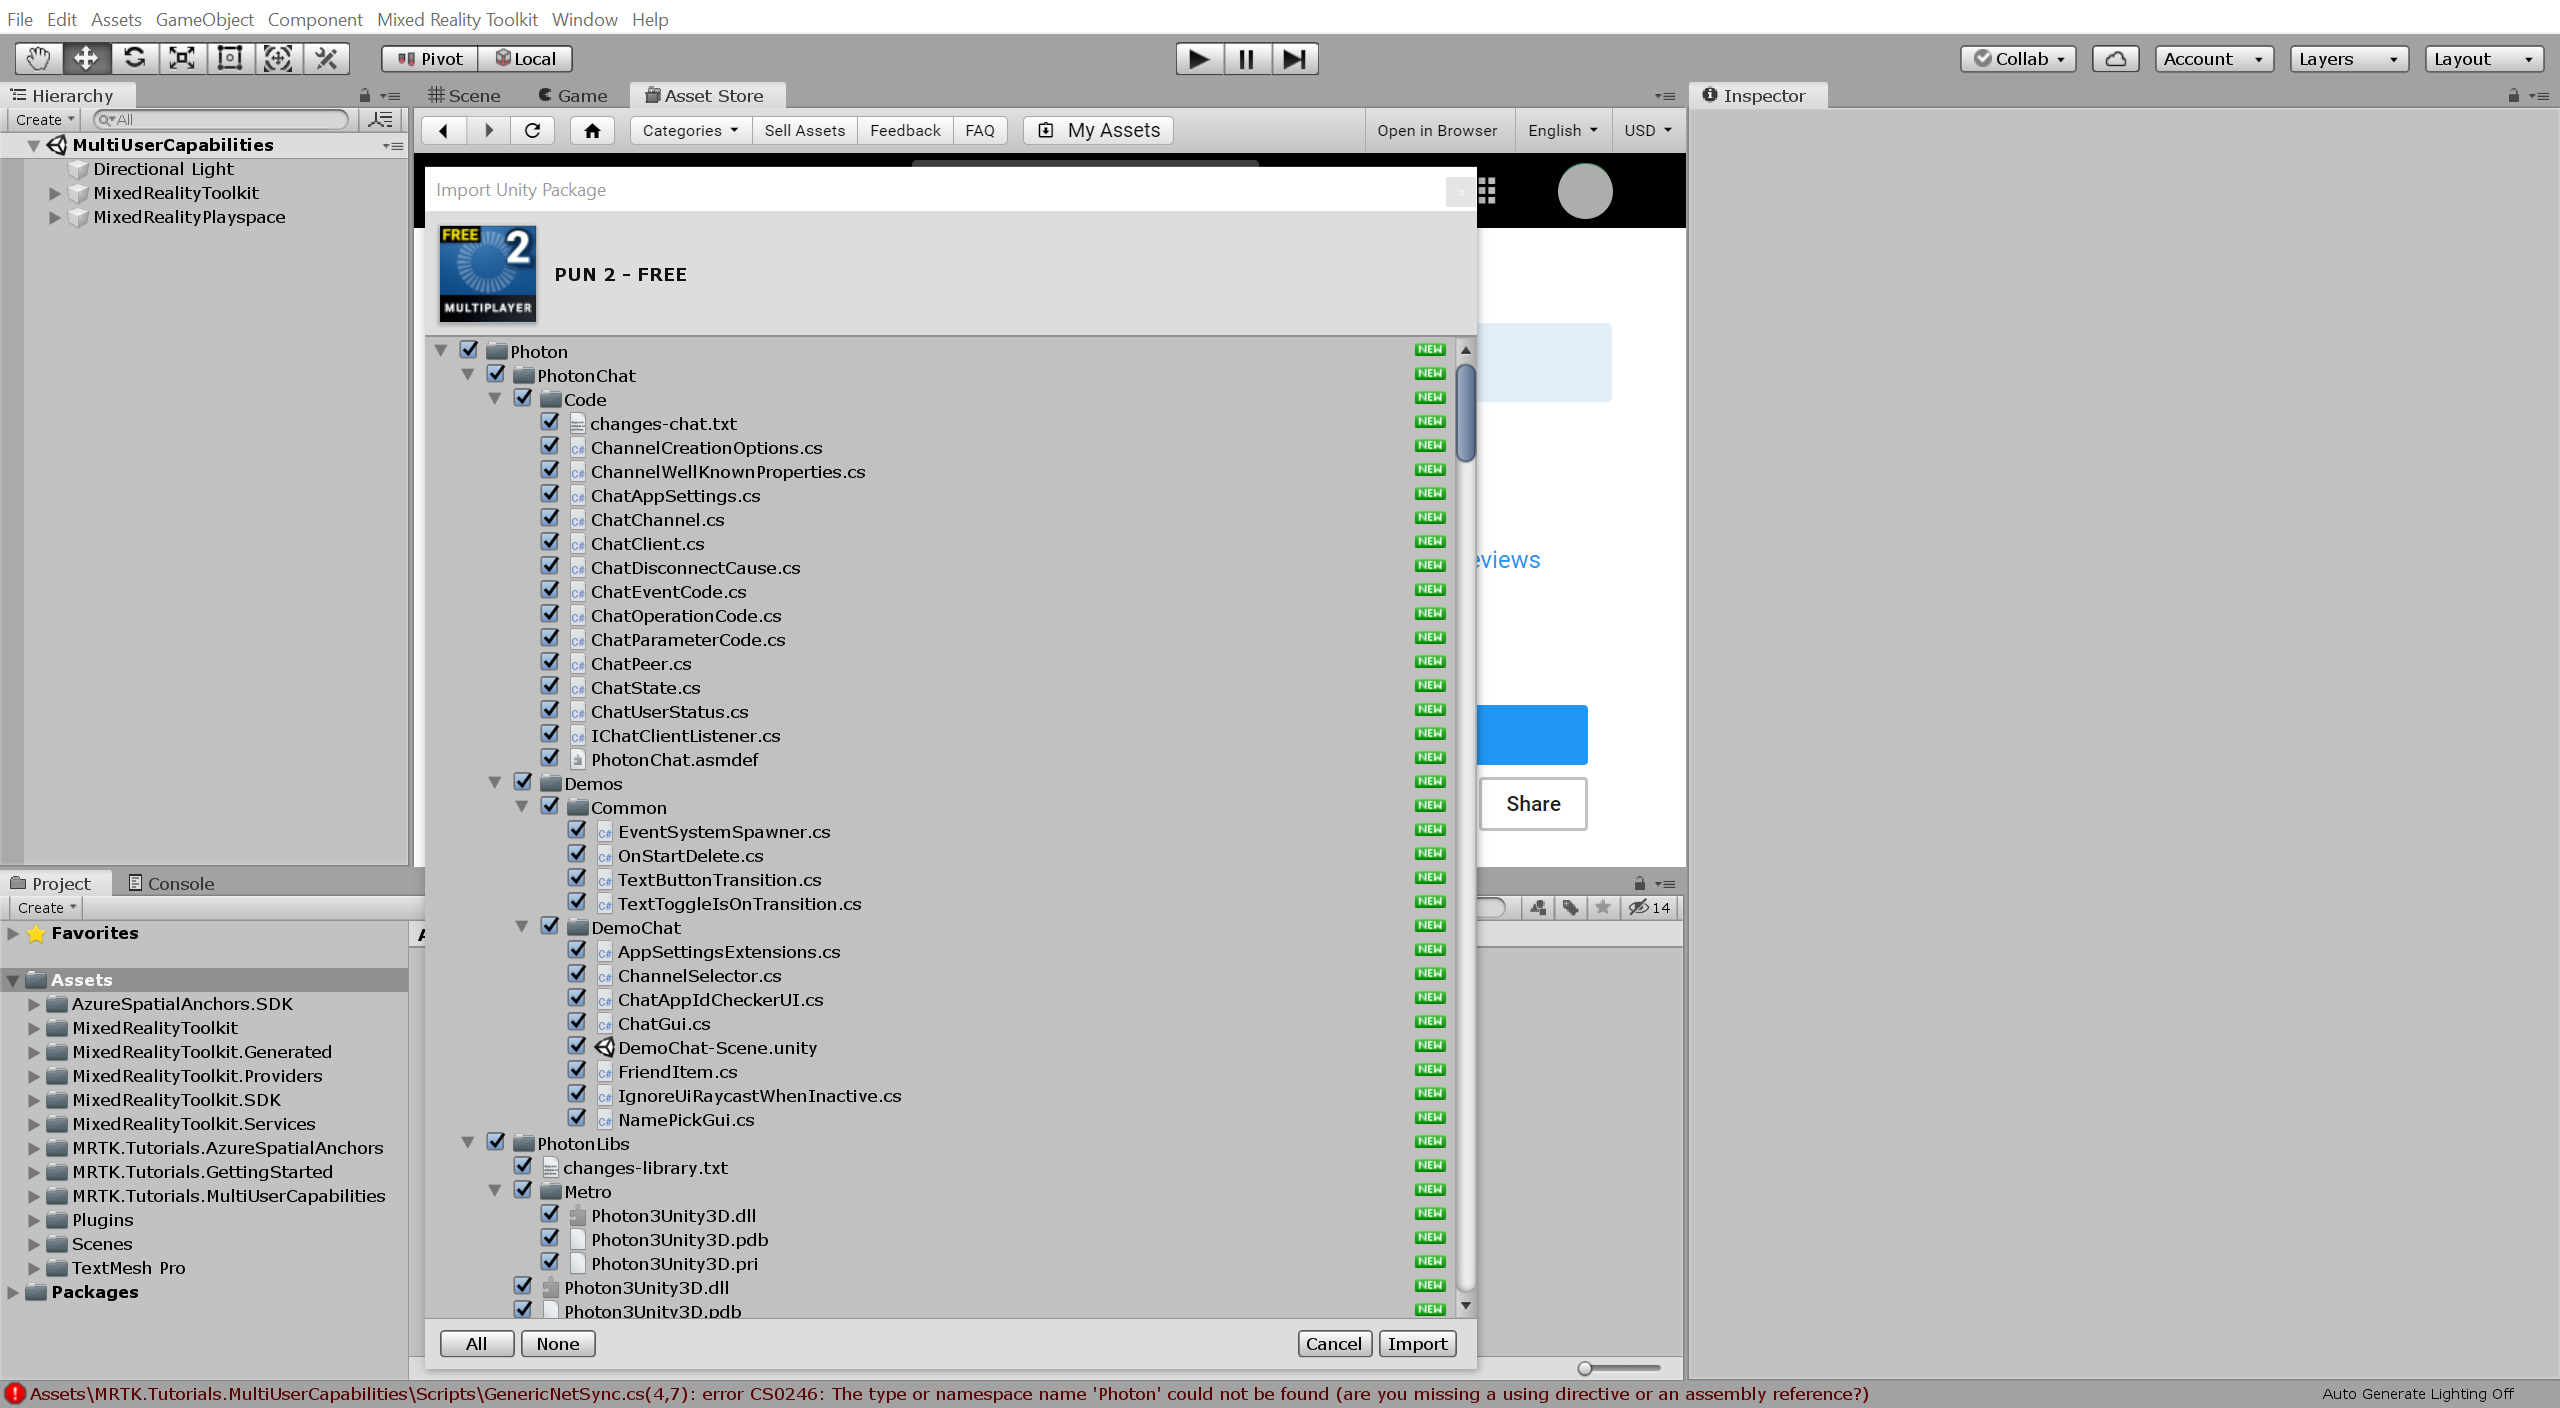 File Edit Assets GameObject Component Mixed Reality Toolkit Window Help
Pivot Local Collab Account Layers Layout
Hierarchy
Create All
MultiUserCapabilities
Directional Light
MixedRealityToolkit
MixedRealityPlayspace
Scene Game Asset Store
Categories Sell Assets Feedback FAQ My Assets Open in Browser English USD
Import Unity Package
FREE 2
MULTIPLAYER
PUN 2 - FREE
Photon NEW
PhotonChat NEW
Code NEW
changes-chat.txt NEW
ChannelCreationOptions.cs NEW
ChannelWellKnownProperties.cs NEW
ChatAppSettings.cs NEW
ChatChannel.cs NEW
ChatClient.cs NEW
ChatDisconnectCause.cs NEW
ChatEventCode.cs NEW
ChatOperationCode.cs NEW
ChatParameterCode.cs NEW
ChatPeer.cs NEW
ChatState.cs NEW
ChatUserStatus.cs NEW
IChatClientListener.cs NEW
PhotonChat.asmdef NEW
Demos NEW
Common NEW
EventSystemSpawner.cs NEW
OnStartDelete.cs NEW
TextButtonTransition.cs NEW
TextToggleIsOnTransition.cs NEW
DemoChat NEW
AppSettingsExtensions.cs NEW
ChannelSelector.cs NEW
ChatAppIdCheckerUI.cs NEW
ChatGui.cs NEW
DemoChat-Scene.unity NEW
FriendItem.cs NEW
IgnoreUiRaycastWhenInactive.cs NEW
NamePickGui.cs NEW
PhotonLibs NEW
changes-library.txt NEW
Metro NEW
Photon3Unity3D.dll NEW
Photon3Unity3D.pdb NEW
Photon3Unity3D.pri NEW
Photon3Unity3D.dll NEW
Photon3Unity3D.pdb NEW
All None Cancel Import
eviews
Share
Inspector
Project Console
Create
14
Favorites
Assets
AzureSpatialAnchors.SDK
MixedRealityToolkit
MixedRealityToolkit.Generated
MixedRealityToolkit.Providers
MixedRealityToolkit.SDK
MixedRealityToolkit.Services
MRTK.Tutorials.AzureSpatialAnchors
MRTK.Tutorials.GettingStarted
MRTK.Tutorials.MultiUserCapabilities
Plugins
Scenes
TextMesh Pro
Packages
Assets\MRTK.Tutorials.MultiUserCapabilities\Scripts\GenericNetSync.cs(4,7): error CS0246: The type or namespace name 'Photon' could not be found (are you missing a using directive or an assembly reference?)
Auto Generate Lighting Off